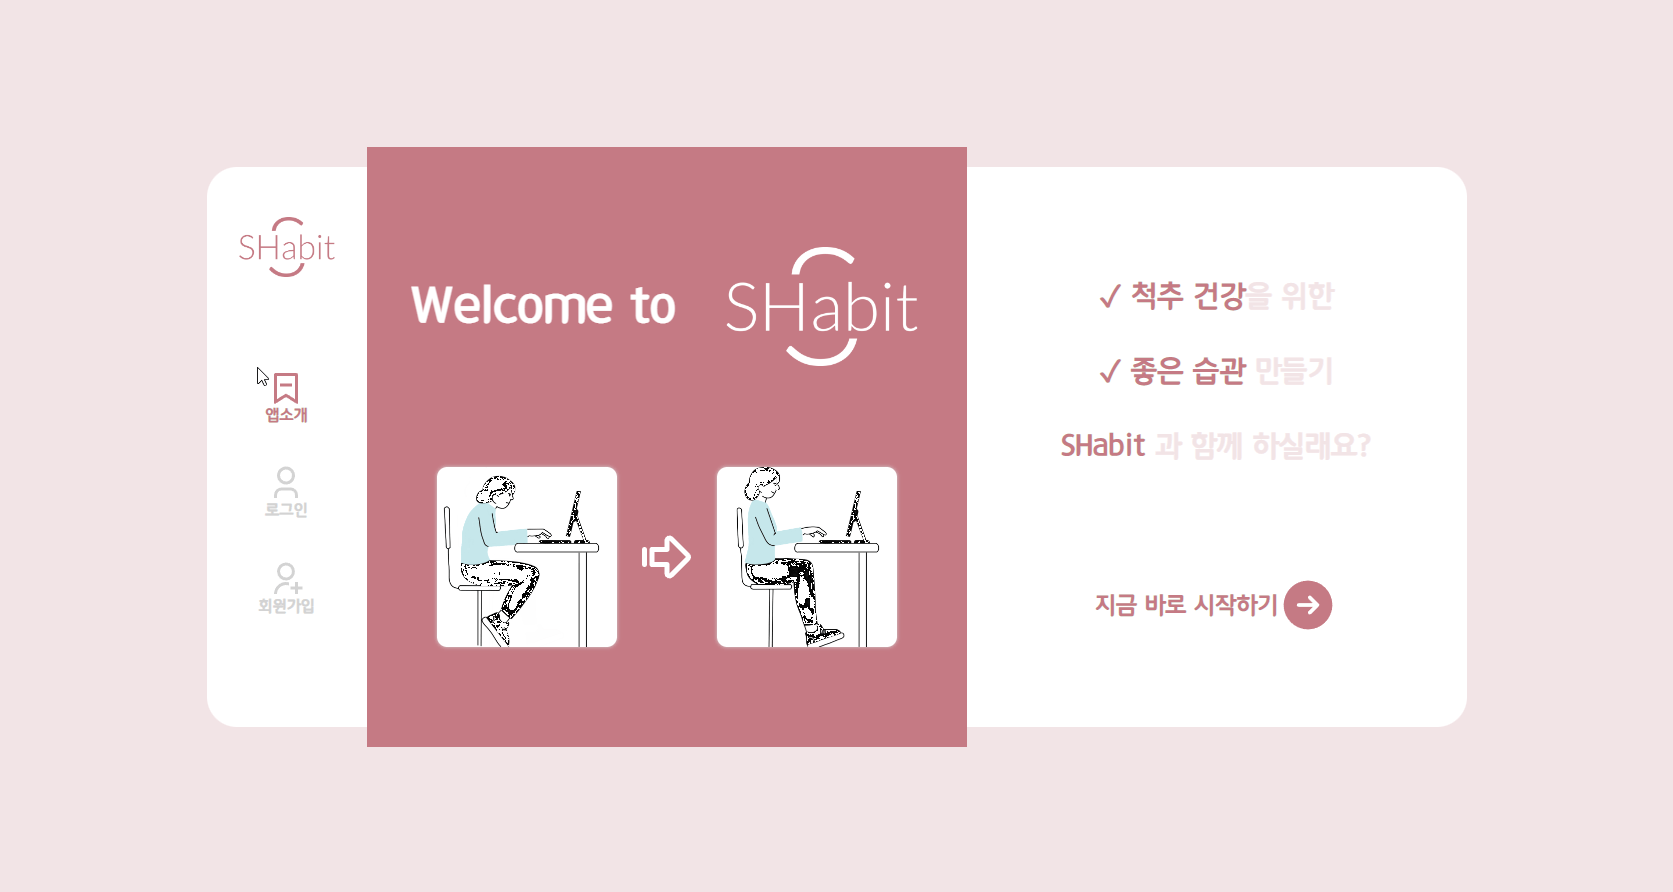 SHabit
앱소개
로그인
회원가입
Welcome to SHabit
✓ 척추 건강을 위한
✓ 좋은 습관 만들기
SHabit 과 함께 하실래요?
지금 바로 시작하기